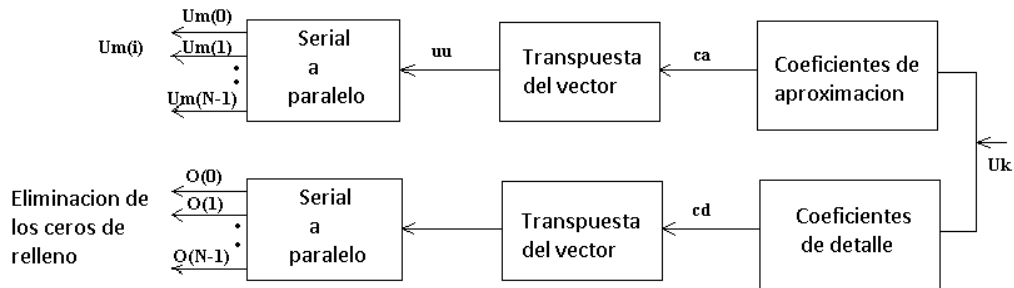 Um(i)
Um(0)
Um(1)
Um(N-1)
Serial
a
paralelo
uu
Transpuesta
del vector
ca
Coeficientes de
aproximacion
Uk
Eliminacion de
los ceros de
relleno
O(0)
O(1)
O(N-1)
Serial
a
paralelo
Transpuesta
del vector
cd
Coeficientes
de detalle